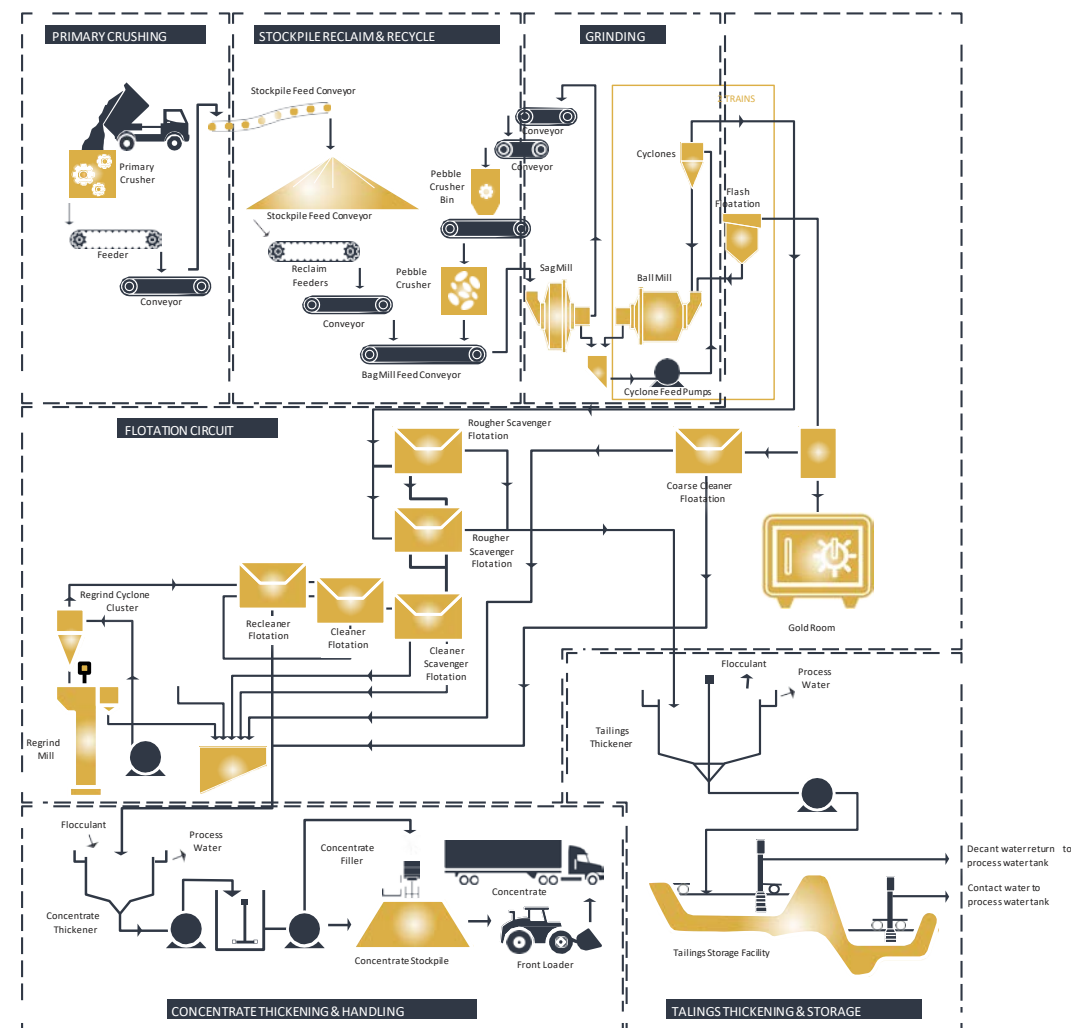 PRIMARY CRUSHING
STOCKPILE RECLAIM & RECYCLE
GRINDING
Stockpile Feed Conveyor
TRAINS
Conveyor
Cyclones
Conveyor
Primary
Crusher
Pebble
Crusher
Bin
Flash
Floatation
Stockpile Feed Conveyor
Feeder
Reclaim
Feeders
Pebble
Crusher
Sag Mill
Ball Mill
Conveyor
Conveyor
Bag Mill Feed Conveyor
Cyclone Feed Pumps
FLOTATION CIRCUIT
Rougher Scavenger
Flotation
Coarse Cleaner
Floatation
Rougher
Scavenger
Flotation
Regrind Cyclone
Cluster
Recleaner
Flotation
Cleaner
Flotation
Cleaner
Scavenger
Flotation
Gold Room
Flocculant
Process
Water
Tailings
Thickener
Regrind
Mill
Flocculant
Process
Water
Concentrate
Filler
Concentrate
Decant water return to
process water tank
Contact water to
process water tank
Concentrate
Thickener
Concentrate Stockpile
Front Loader
Tailings Storage Facility
CONCENTRATE THICKENING & HANDLING
TALINGS THICKENING & STORAGE